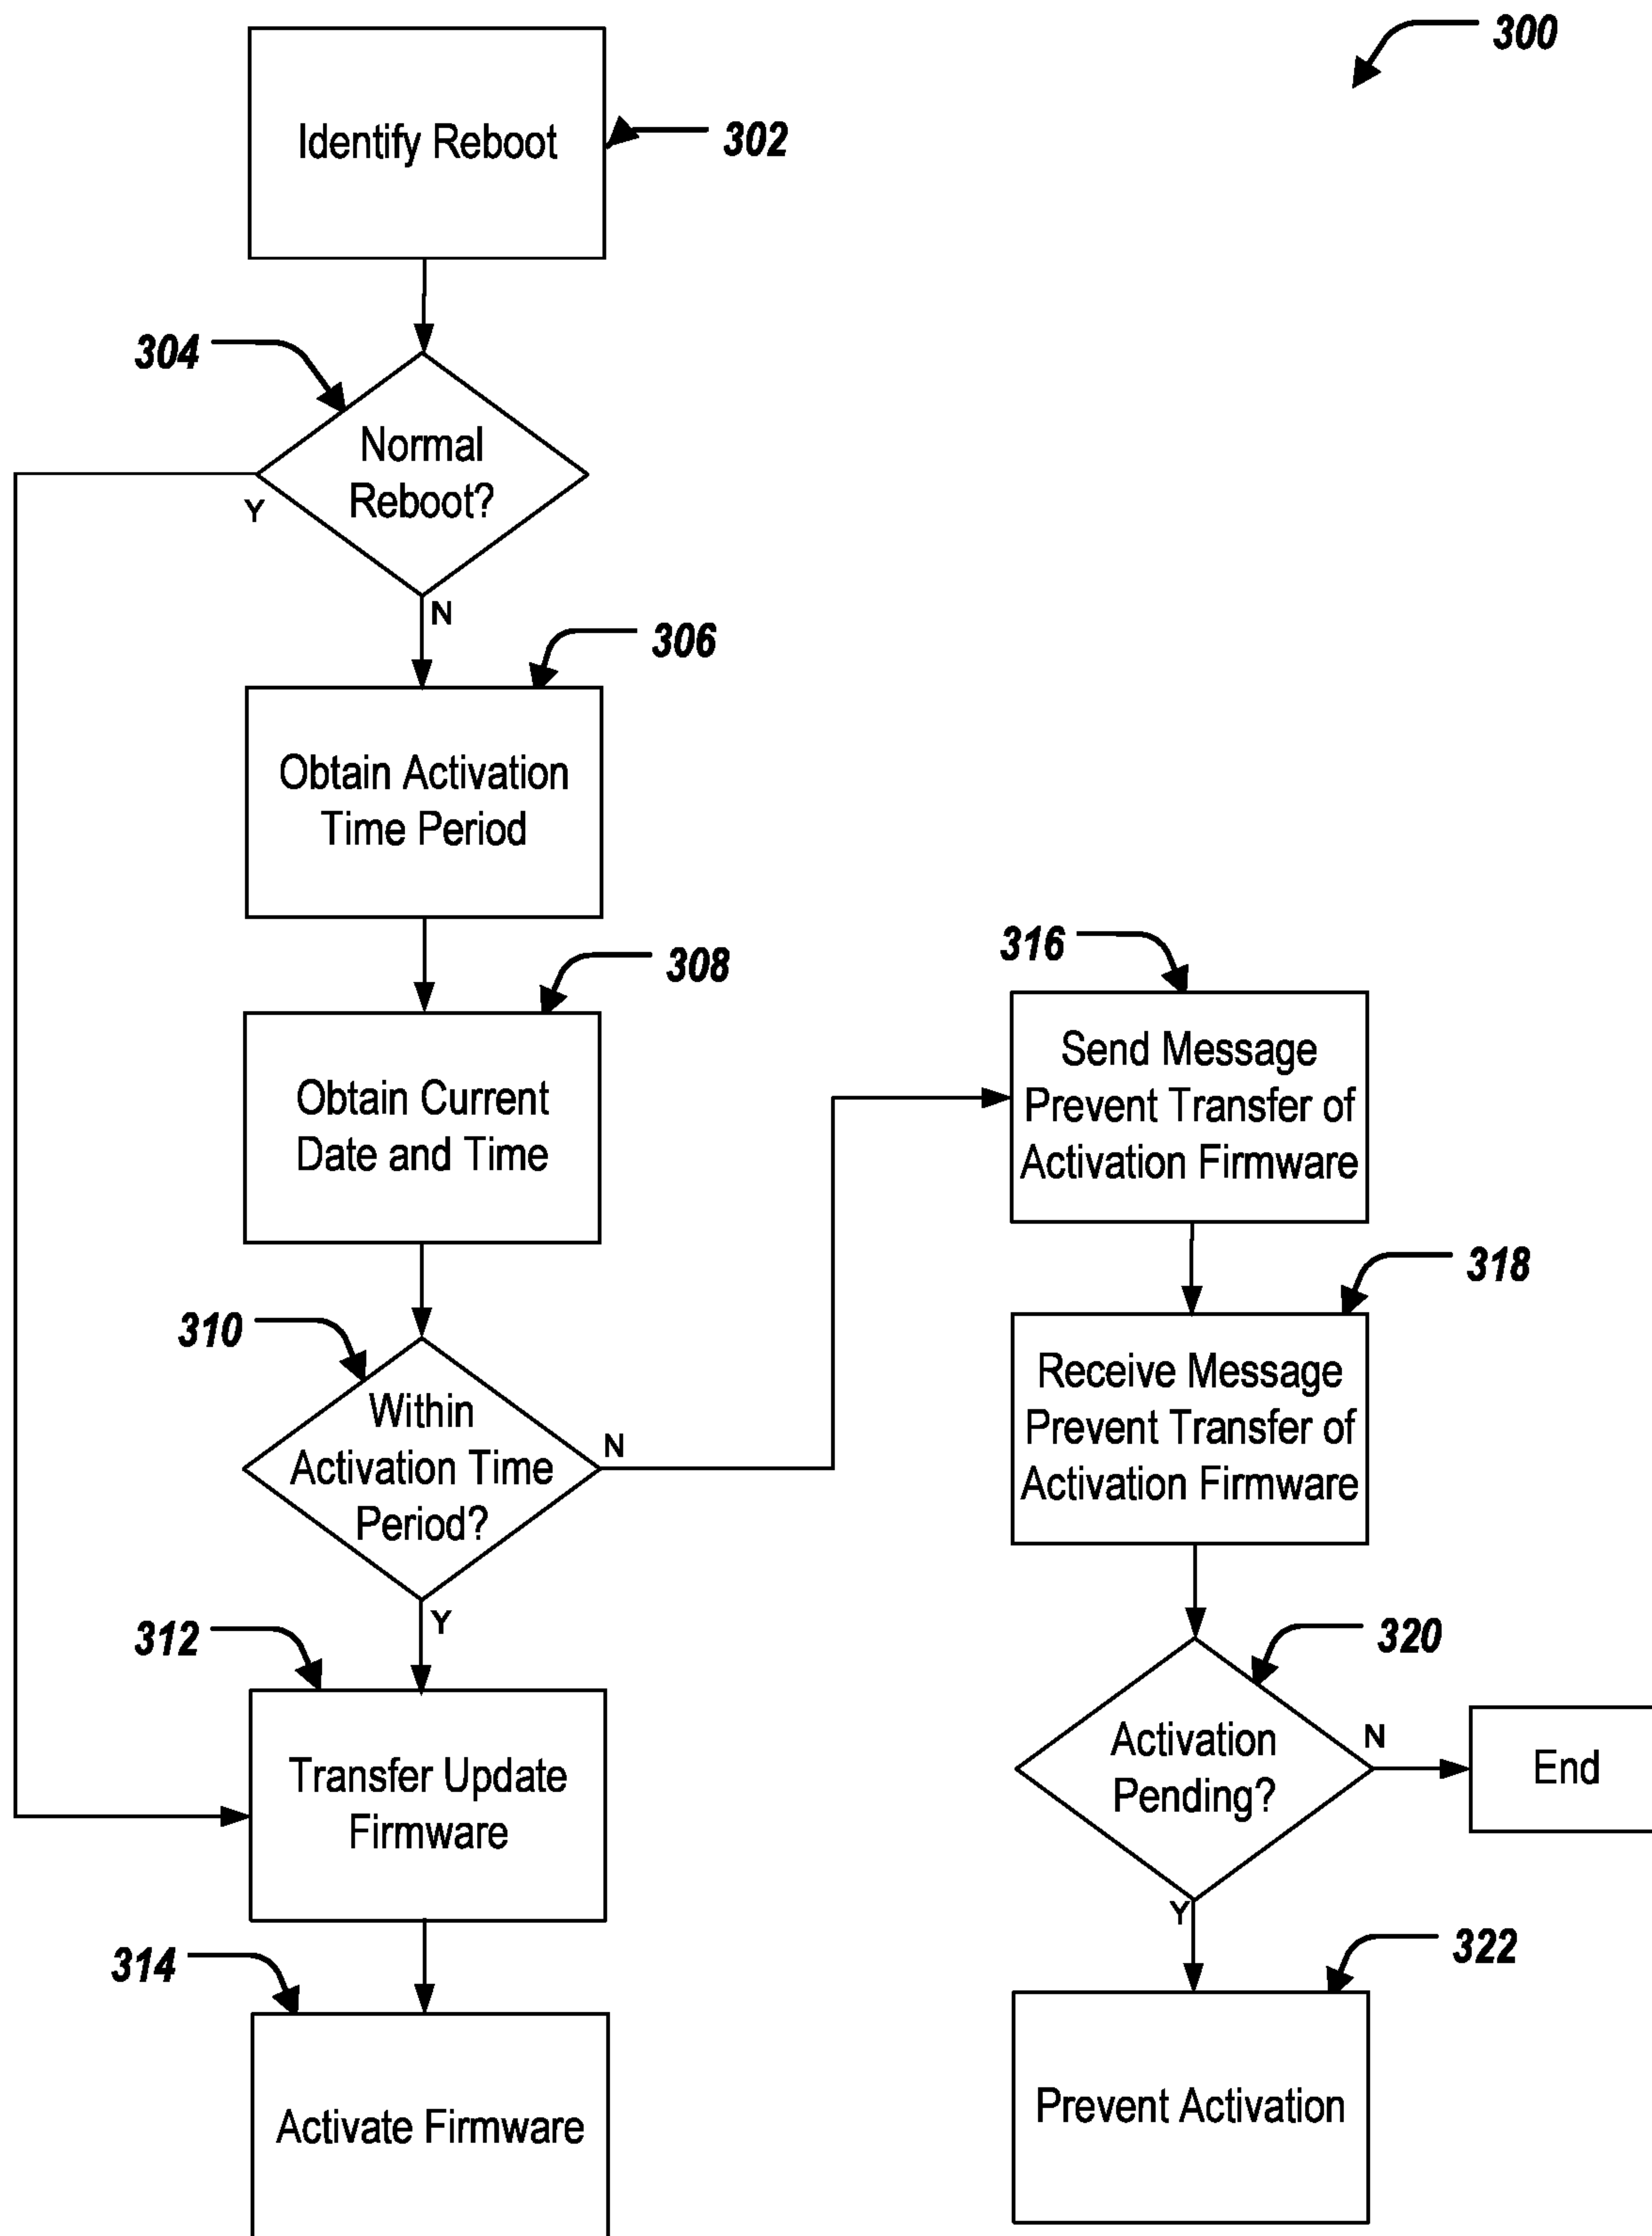 300
Identify Reboot
302
304
Normal
Reboot?
Y
N
306
Obtain Activation
Time Period
308
Obtain Current
Date and Time
310
Within
Activation Time
Period?
N
Y
312
Transfer Update
Firmware
314
Activate Firmware
316
Send Message
Prevent Transfer of
Activation Firmware
318
Receive Message
Prevent Transfer of
Activation Firmware
320
Activation
Pending?
N
End
Y
322
Prevent Activation